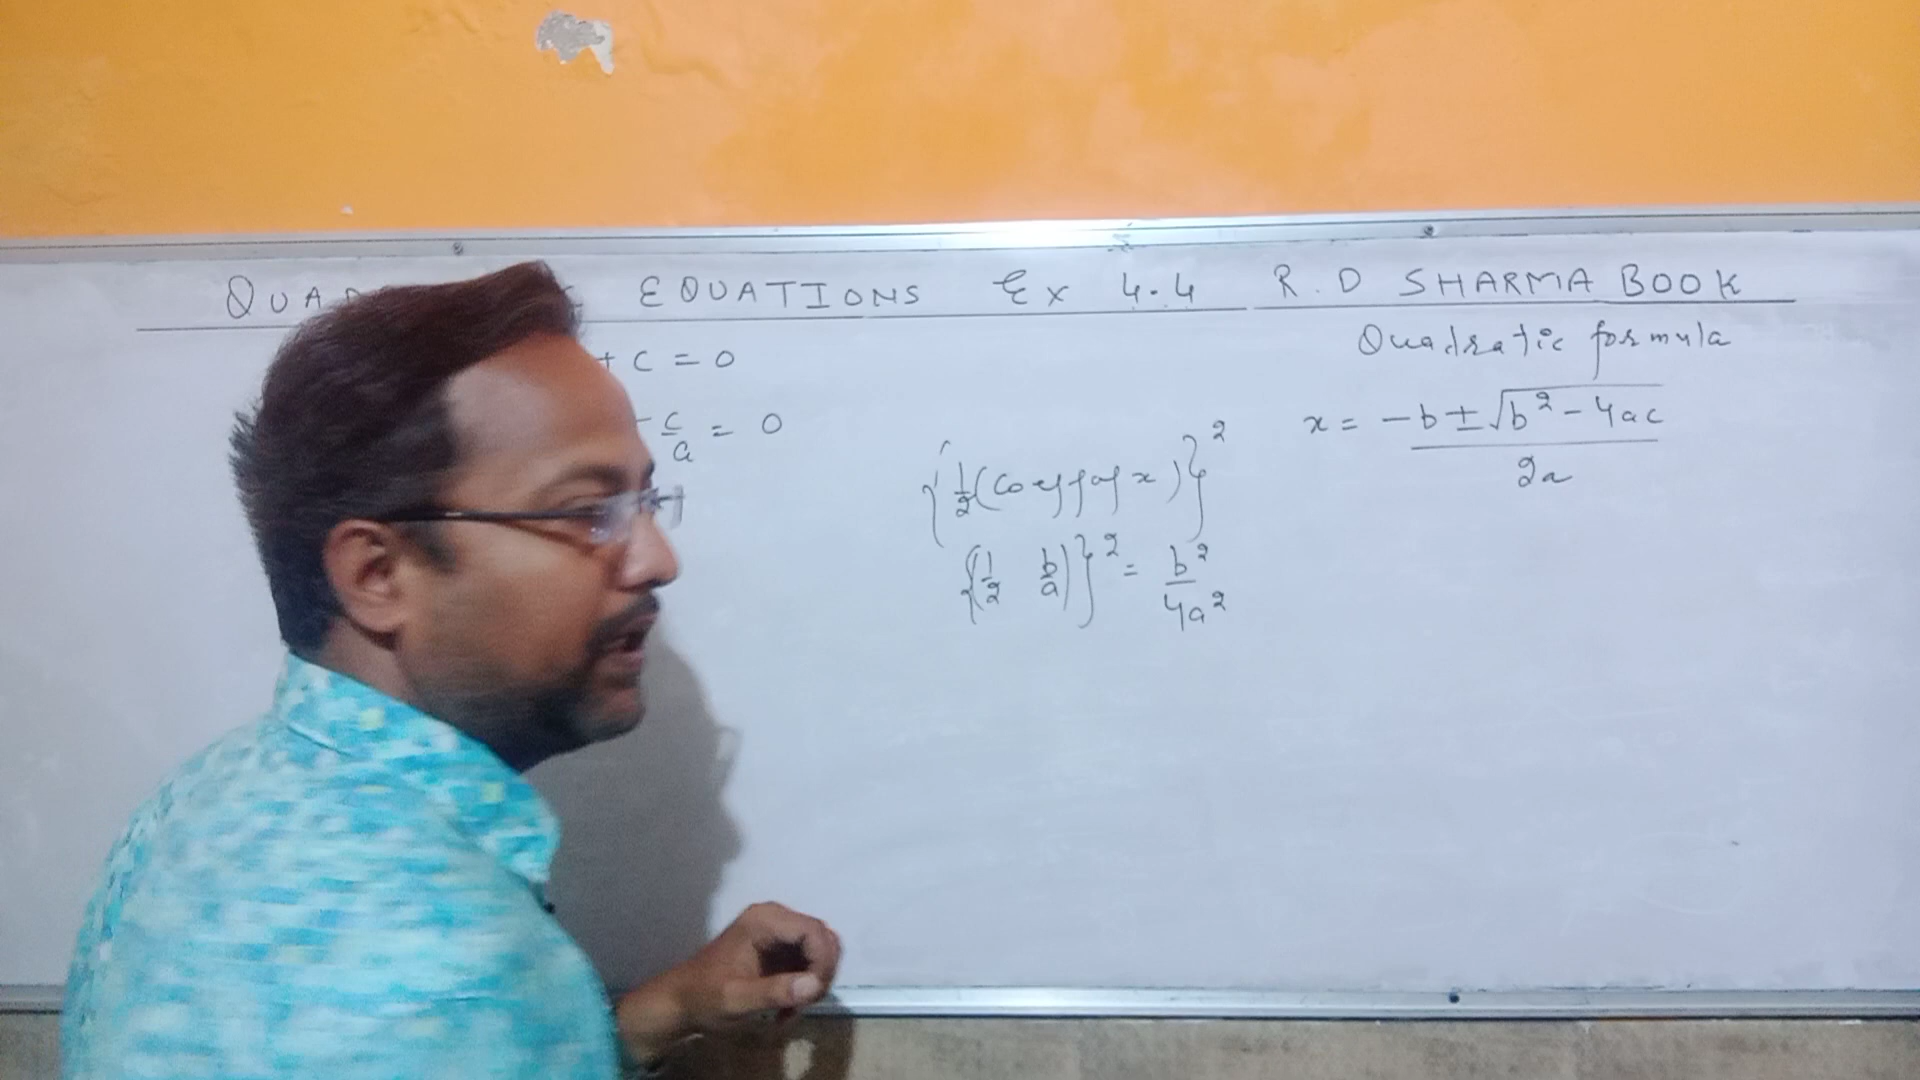 QUA EQUATIONS Ex 4.4 R.D SHARMA BOOK
+ c = 0
c/a = 0
{1/2(Coeff of x)}²
{1/2 b/a)}² = b²/4a²
Quadratic formula
x = -b ± √b² - 4ac / 2a